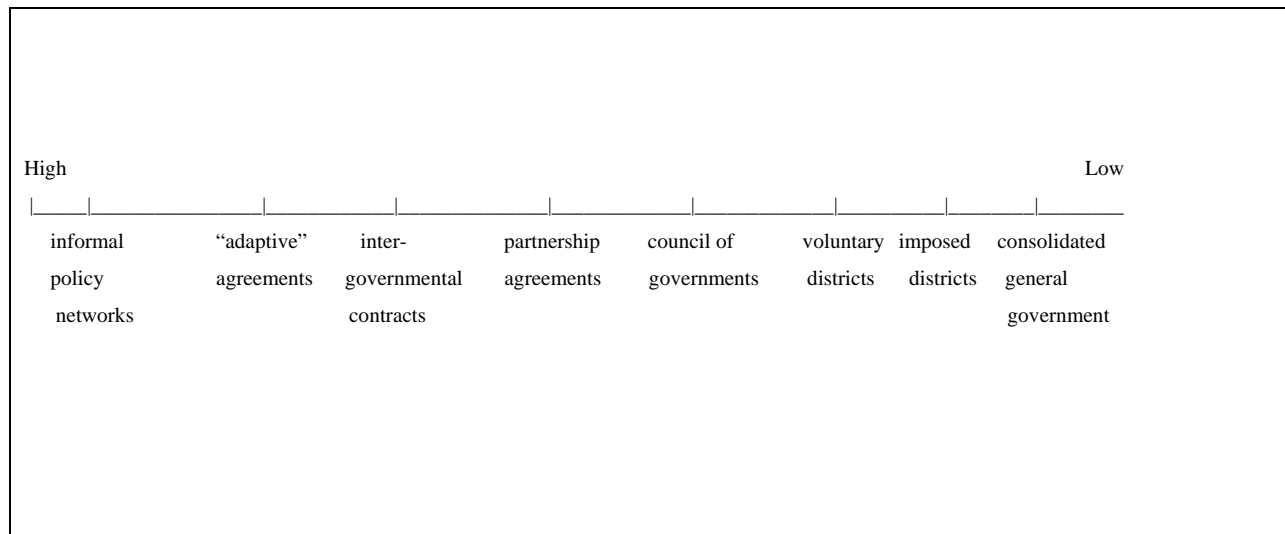 High Low
informal “adaptive” inter- partnership council of voluntary imposed consolidated
policy agreements governmental agreements governments districts districts general
networks contracts government